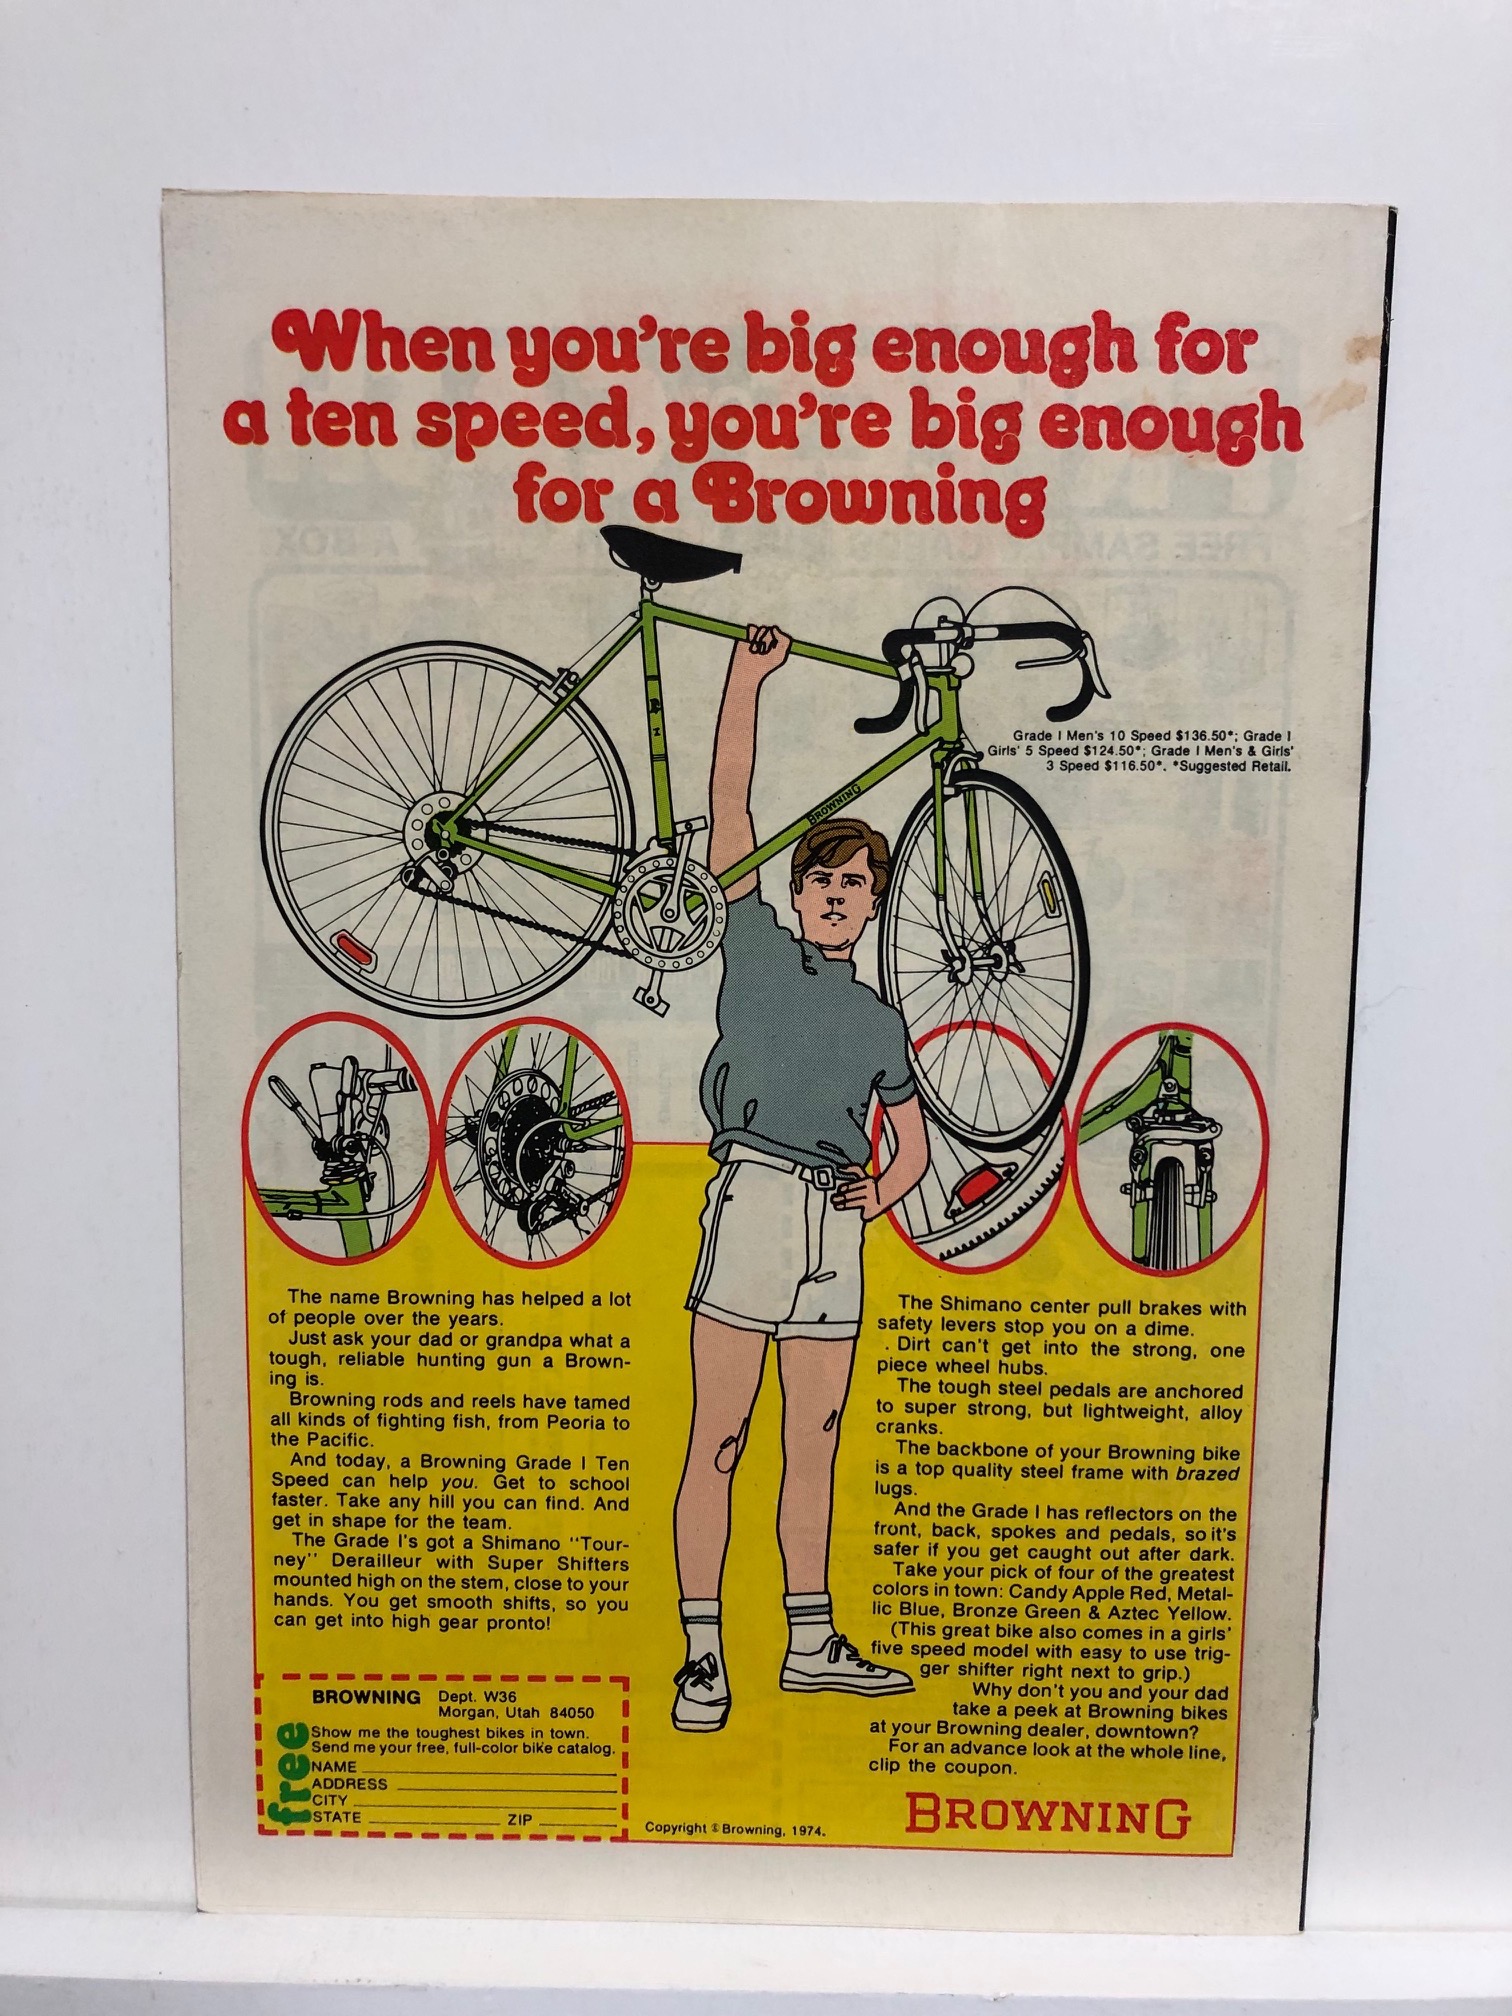 When you're big enough for
a ten speed, you're big enough
for a Browning
R
I
BROWNING
Grade I Men's 10 Speed $136.50*; Grade I
Girls' 5 Speed $124.50*; Grade I Men's & Girls'
3 Speed $116.50*. *Suggested Retail.
The name Browning has helped a lot
of people over the years.
Just ask your dad or grandpa what a
tough, reliable hunting gun a Brown-
ing is.
Browning rods and reels have tamed
all kinds of fighting fish, from Peoria to
the Pacific.
And today, a Browning Grade I Ten
Speed can help you. Get to school
faster. Take any hill you can find. And
get in shape for the team.
The Grade I's got a Shimano "Tour-
ney" Derailleur with Super Shifters
mounted high on the stem, close to your
hands. You get smooth shifts, so you
can get into high gear pronto!
The Shimano center pull brakes with
safety levers stop you on a dime.
. Dirt can't get into the strong, one
piece wheel hubs.
The tough steel pedals are anchored
to super strong, but lightweight, alloy
cranks.
The backbone of your Browning bike
is a top quality steel frame with brazed
lugs.
And the Grade I has reflectors on the
front, back, spokes and pedals, so it's
safer if you get caught out after dark.
Take your pick of four of the greatest
colors in town: Candy Apple Red, Metal-
lic Blue, Bronze Green & Aztec Yellow.
(This great bike also comes in a girls'
five speed model with easy to use trig-
ger shifter right next to grip.)
Why don't you and your dad
take a peek at Browning bikes
at your Browning dealer, downtown?
For an advance look at the whole line,
clip the coupon.
BROWNING
BROWNING Dept. W36
Morgan, Utah 84050
free
Show me the toughest bikes in town.
Send me your free, full-color bike catalog.
NAME
ADDRESS
CITY
STATE ZIP
Copyright © Browning, 1974.
FREE SAMPLE
A BOX